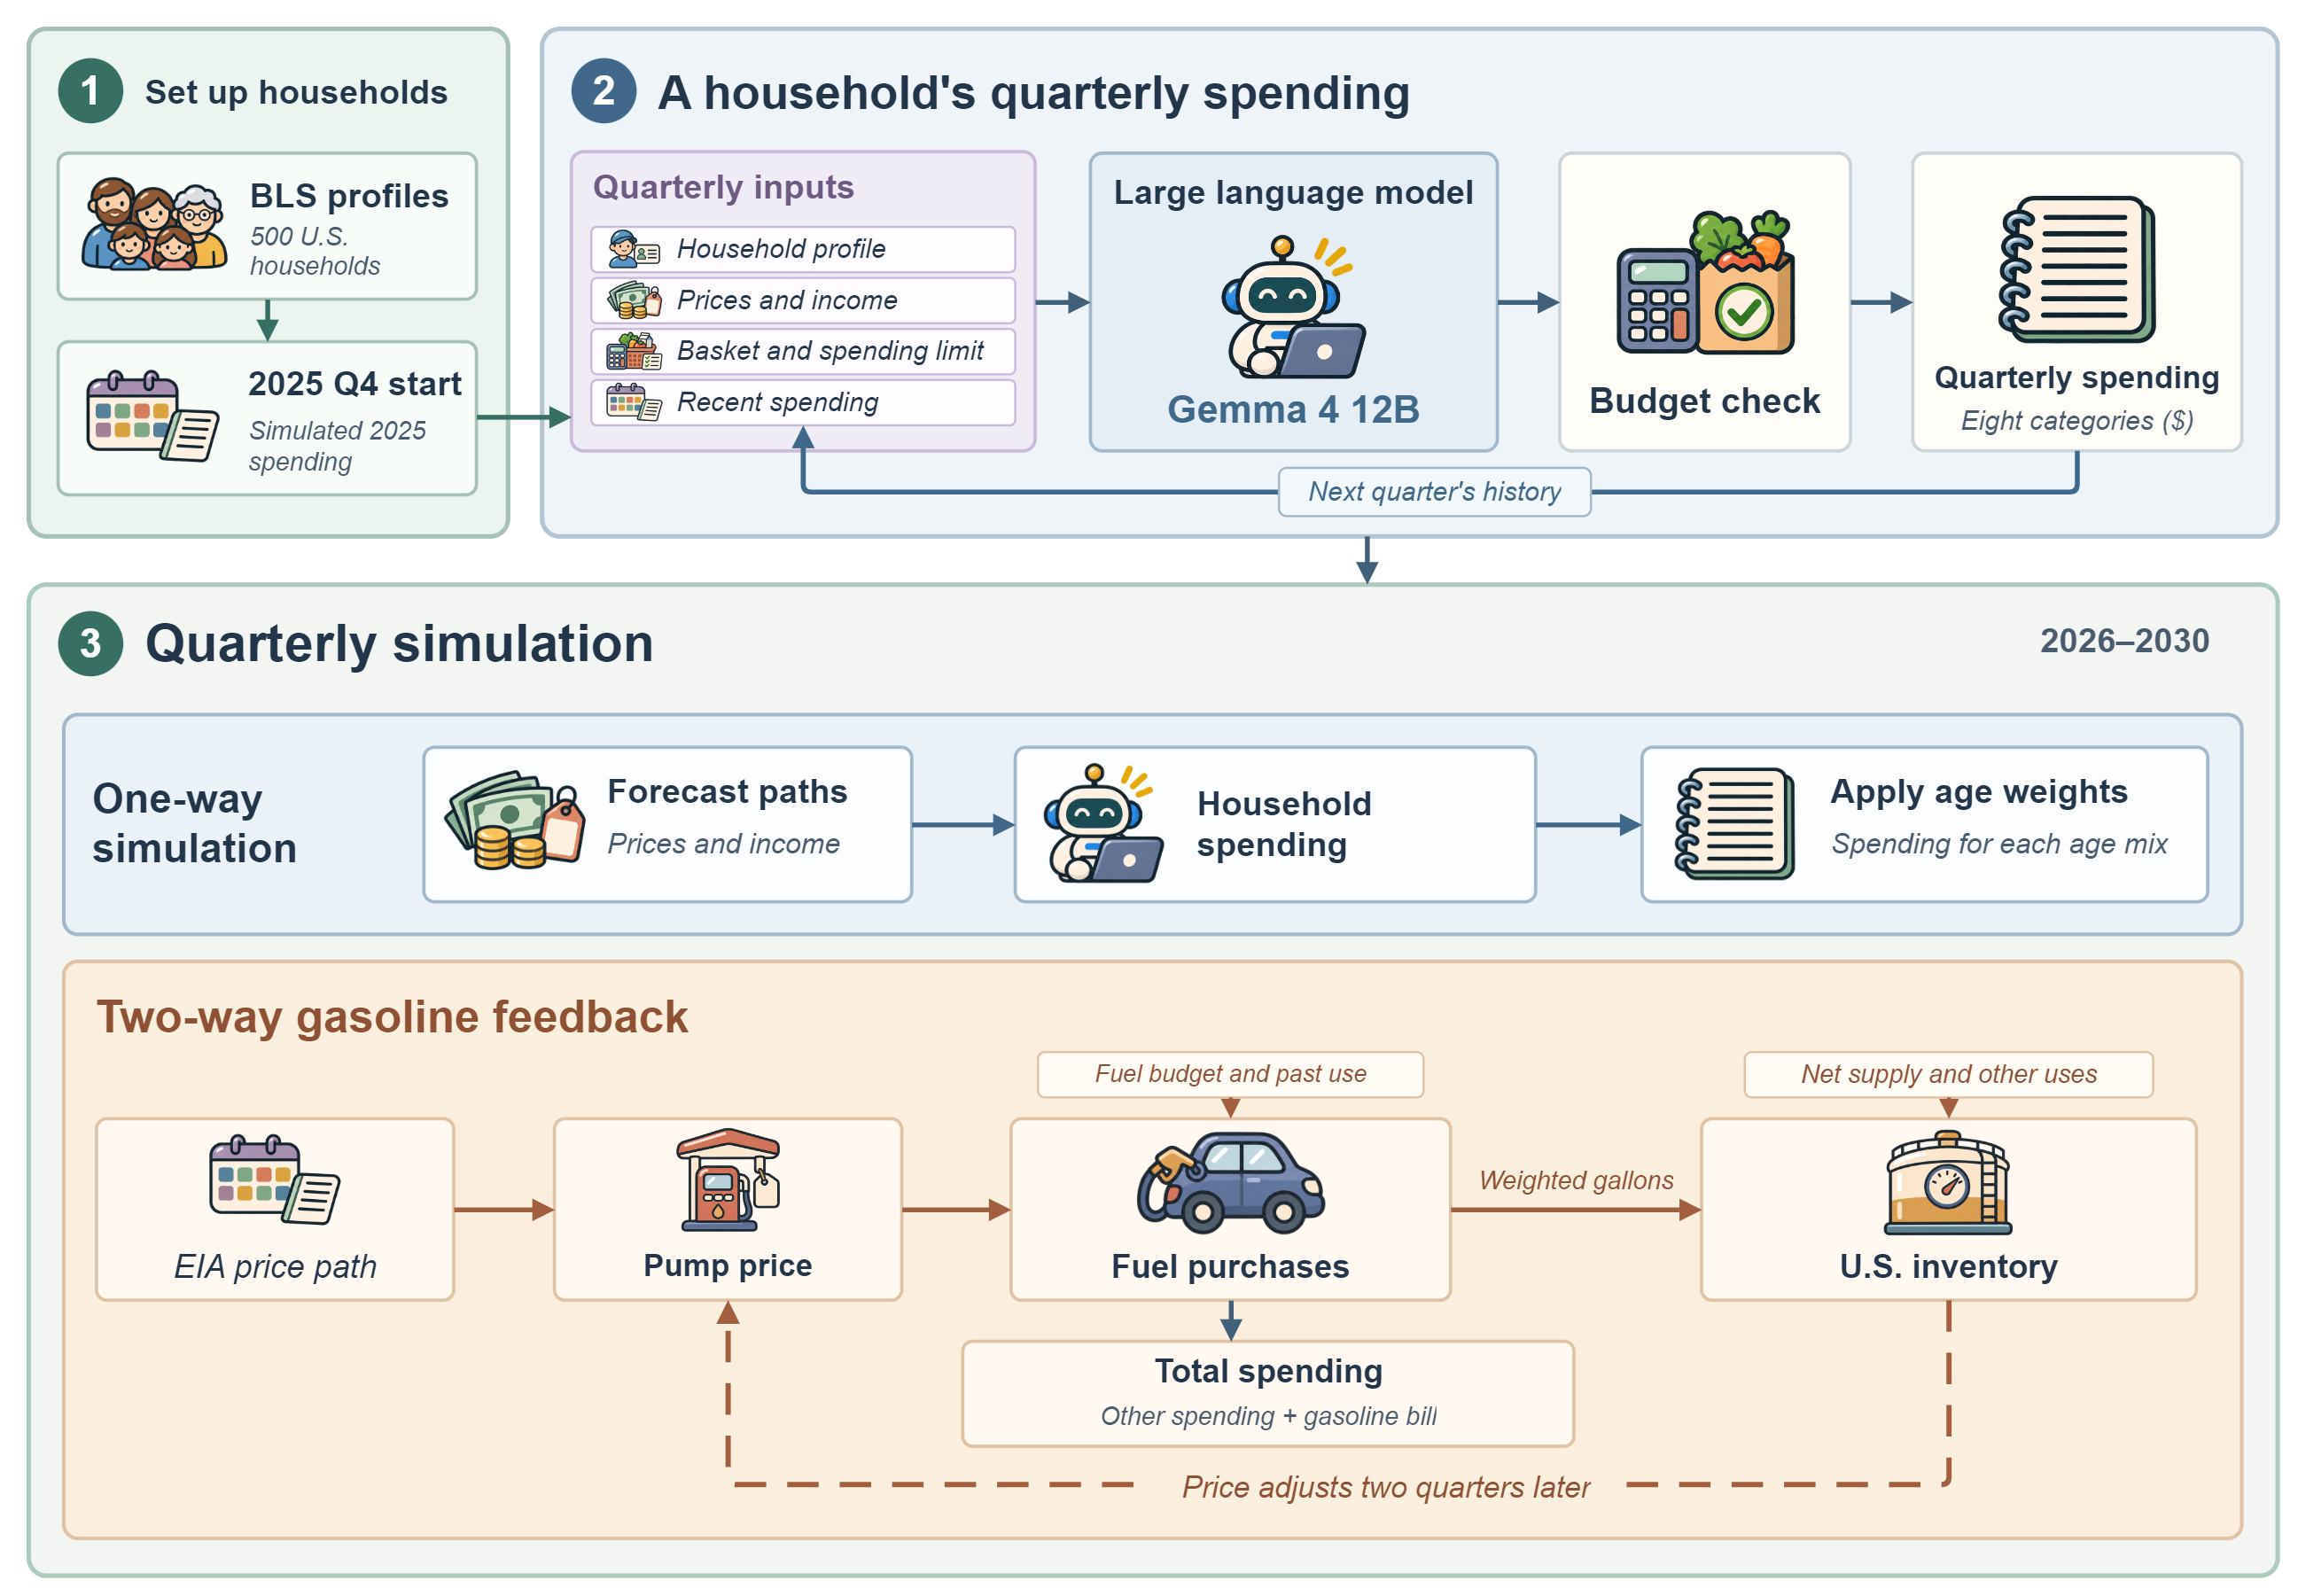 1
Set up households
BLS profiles
500 U.S.
households
2025 Q4 start
Simulated 2025
spending
2
A household's quarterly spending
Quarterly inputs
Household profile
Prices and income
Basket and spending limit
Recent spending
Large language model
Gemma 4 12B
Budget check
Quarterly spending
Eight categories ($)
Next quarter's history
3
Quarterly simulation
2026–2030
One-way
simulation
Forecast paths
Prices and income
Household
spending
Apply age weights
Spending for each age mix
Two-way gasoline feedback
Fuel budget and past use
Net supply and other uses
EIA price path
Pump price
Fuel purchases
Weighted gallons
U.S. inventory
Total spending
Other spending + gasoline bill
Price adjusts two quarters later